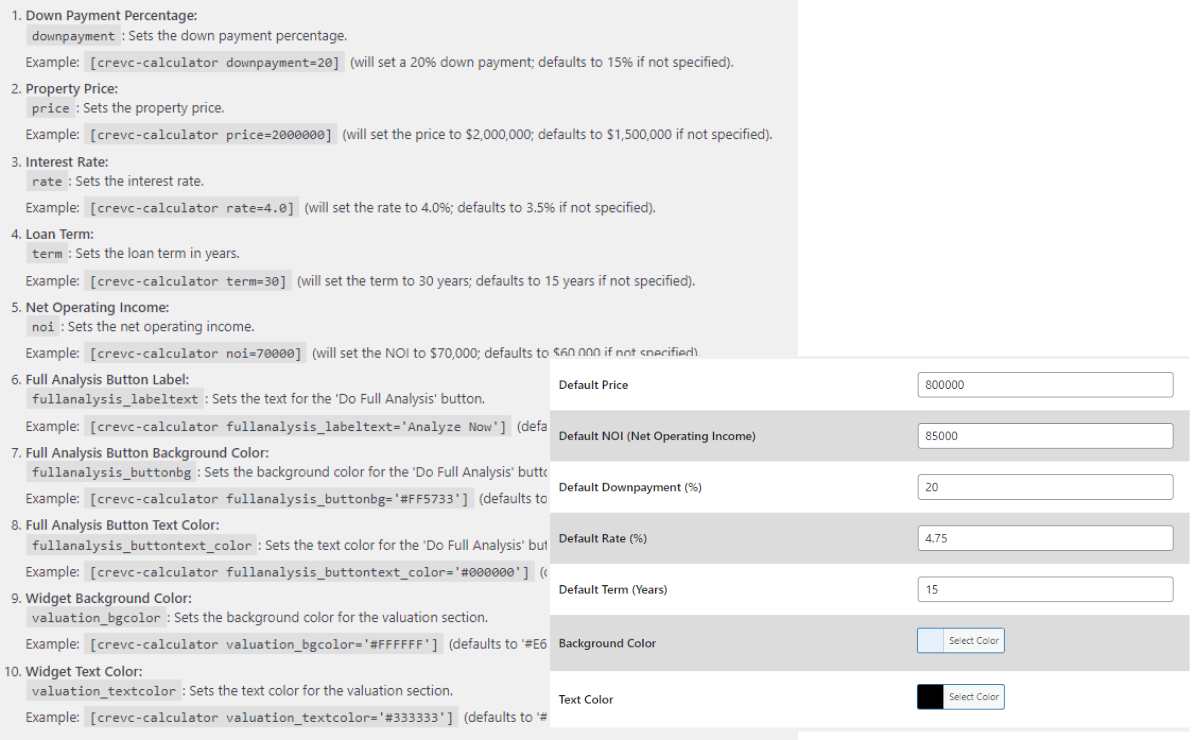 1. Down Payment Percentage:
downpayment : Sets the down payment percentage.
Example: [crevc-calculator downpayment=20] (will set a 20% down payment; defaults to 15% if not specified).
2. Property Price:
price : Sets the property price.
Example: [crevc-calculator price=2000000] (will set the price to $2,000,000; defaults to $1,500,000 if not specified).
3. Interest Rate:
rate : Sets the interest rate.
Example: [crevc-calculator rate=4.0] (will set the rate to 4.0%; defaults to 3.5% if not specified).
4. Loan Term:
term : Sets the loan term in years.
Example: [crevc-calculator term=30] (will set the term to 30 years; defaults to 15 years if not specified).
5. Net Operating Income:
noi : Sets the net operating income.
Example: [crevc-calculator noi=70000] (will set the NOI to $70,000; defaults to $60,000 if not specified).
6. Full Analysis Button Label:
fullanalysis_labeltext : Sets the text for the 'Do Full Analysis' button.
Example: [crevc-calculator fullanalysis_labeltext='Analyze Now'] (defa
7. Full Analysis Button Background Color:
fullanalysis_buttonbg : Sets the background color for the 'Do Full Analysis' butto
Example: [crevc-calculator fullanalysis_buttonbg='#FF5733'] (defaults to
8. Full Analysis Button Text Color:
fullanalysis_buttontext_color : Sets the text color for the 'Do Full Analysis' but
Example: [crevc-calculator fullanalysis_buttontext_color='#000000'] (
9. Widget Background Color:
valuation_bgcolor : Sets the background color for the valuation section.
Example: [crevc-calculator valuation_bgcolor='#FFFFFF'] (defaults to '#E6
10. Widget Text Color:
valuation_textcolor : Sets the text color for the valuation section.
Example: [crevc-calculator valuation_textcolor='#333333'] (defaults to '#
Default Price 800000
Default NOI (Net Operating Income) 85000
Default Downpayment (%) 20
Default Rate (%) 4.75
Default Term (Years) 15
Background Color Select Color
Text Color Select Color